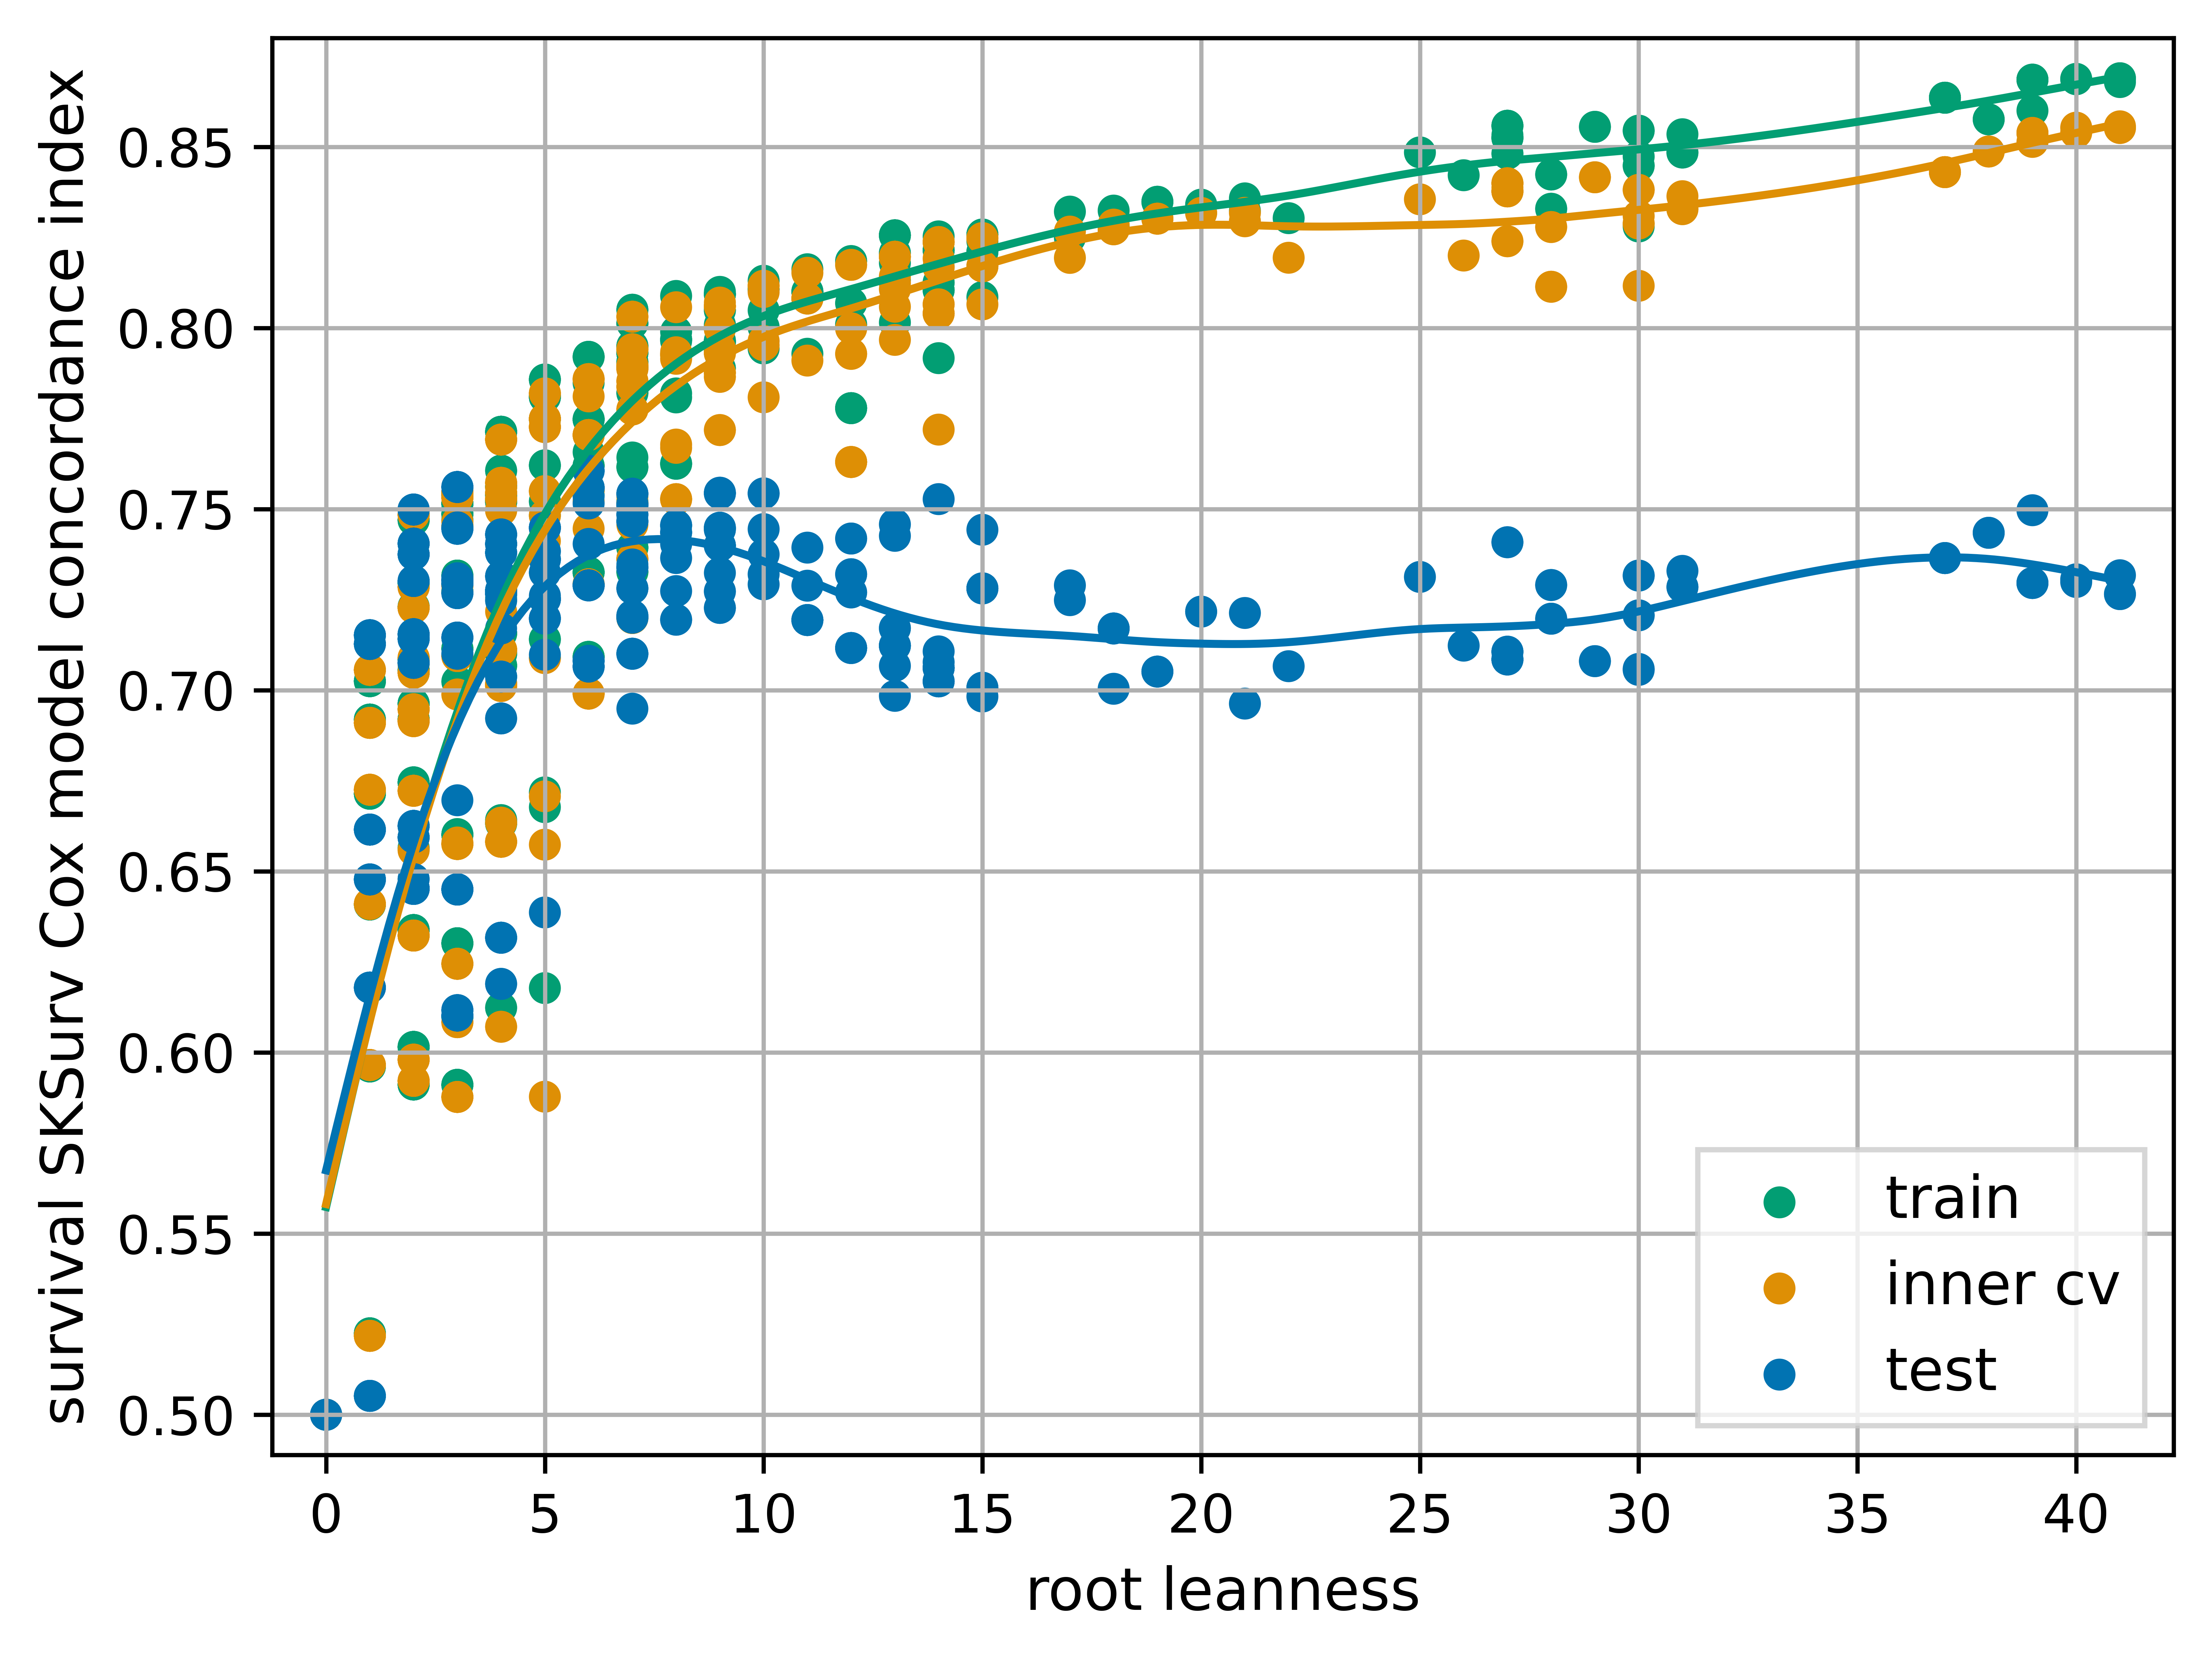 survival SKSurv Cox model concordance index
0.85
0.80
0.75
0.70
0.65
0.60
0.55
0.50
train
inner cv
test
0 5 10 15 20 25 30 35 40
root leanness